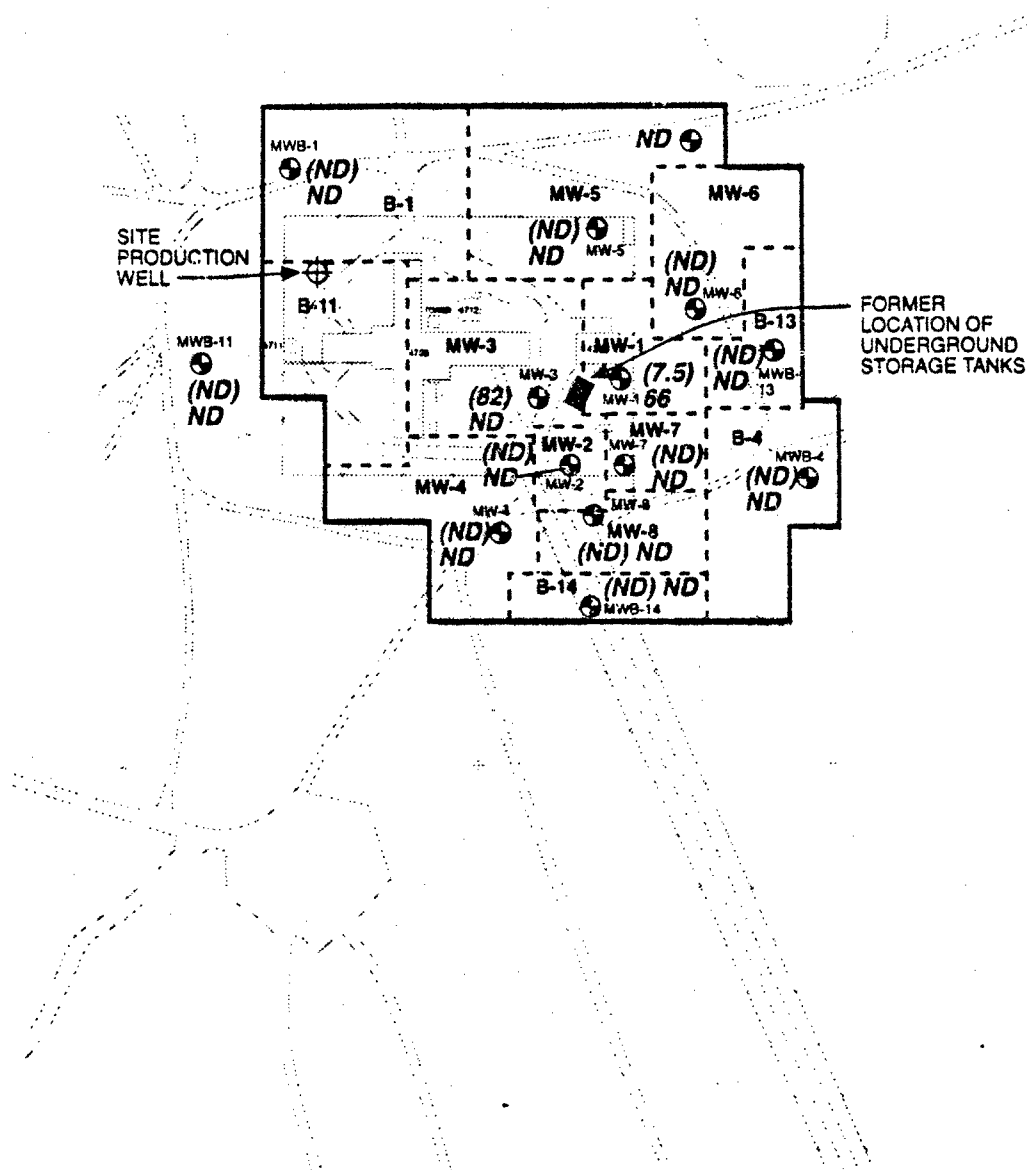 ND
MWB-1
(ND)
ND
B-1
MW-5
MW-6
(ND)
ND
MW-5
SITE
PRODUCTION
WELL
B-11
(ND)
ND
MW-6
B-13
FORMER
LOCATION OF
UNDERGROUND
STORAGE TANKS
MWB-11
(ND)
ND
4712
MW-3
MW-1
(ND)
ND
MWB-
13
MW-3
(82)
ND
(7.5)
MW-1
66
MW-7
B-4
(ND)
ND
MW-2
MW-2
MW-7
(ND)
ND
MWB-4
(ND)
ND
MW-4
MW-4
(ND)
ND
MW-8
MW-8
(ND) ND
B-14
(ND) ND
MWB-14